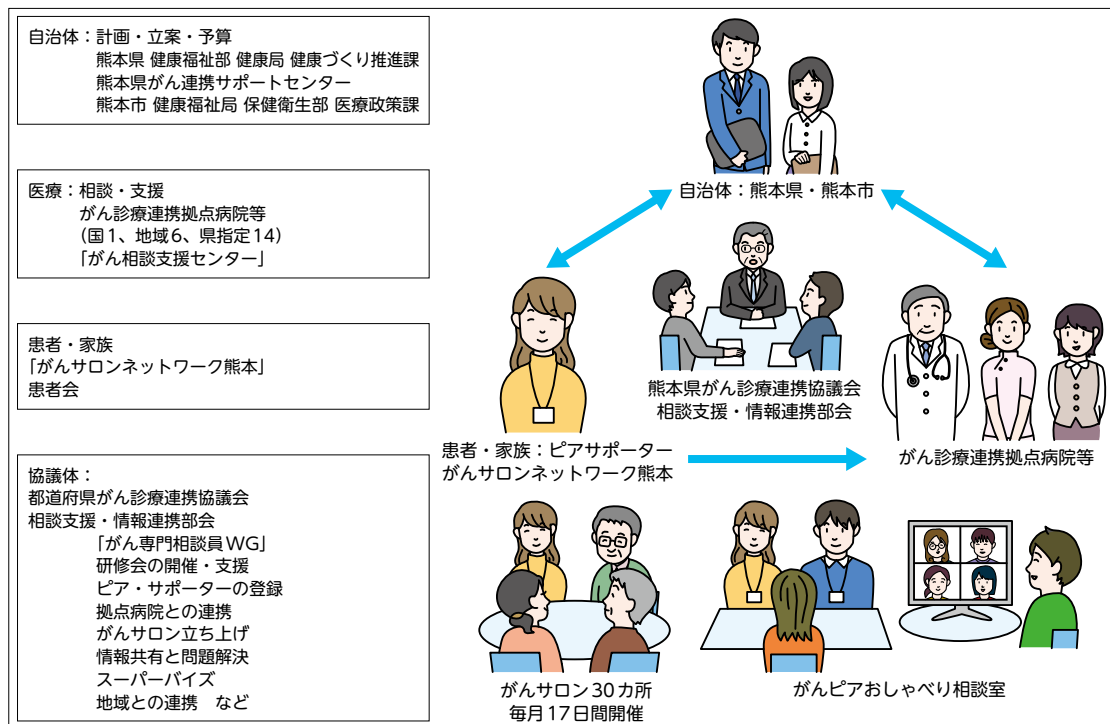 自治体：計画・立案・予算
熊本県 健康福祉部 健康局 健康づくり推進課
熊本県がん連携サポートセンター
熊本市 健康福祉局 保健衛生部 医療政策課
医療：相談・支援
がん診療連携拠点病院等
（国1、地域6、県指定14）
「がん相談支援センター」
患者・家族
「がんサロンネットワーク熊本」
患者会
協議体：
都道府県がん診療連携協議会
相談支援・情報連携部会
「がん専門相談員WG」
研修会の開催・支援
ピア・サポーターの登録
拠点病院との連携
がんサロン立ち上げ
情報共有と問題解決
スーパーバイズ
地域との連携　など
自治体：熊本県・熊本市
熊本県がん診療連携協議会
相談支援・情報連携部会
患者・家族：ピアサポーター
がんサロンネットワーク熊本
がん診療連携拠点病院等
がんサロン30カ所
毎月17日間開催
がんピアおしゃべり相談室